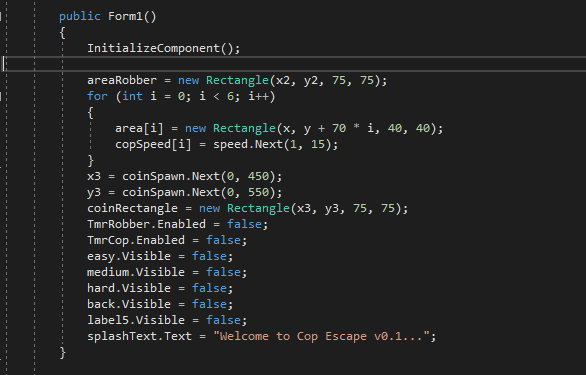 public Form1()
{
InitializeComponent();
areaRobber = new Rectangle(x2, y2, 75, 75);
for (int i = 0; i < 6; i++)
{
area[i] = new Rectangle(x, y + 70 * i, 40, 40);
copSpeed[i] = speed.Next(1, 15);
}
x3 = coinSpawn.Next(0, 450);
y3 = coinSpawn.Next(0, 550);
coinRectangle = new Rectangle(x3, y3, 75, 75);
TmrRobber.Enabled = false;
TmrCop.Enabled = false;
easy.Visible = false;
medium.Visible = false;
hard.Visible = false;
back.Visible = false;
label5.Visible = false;
splashText.Text = "Welcome to Cop Escape v0.1...";
}